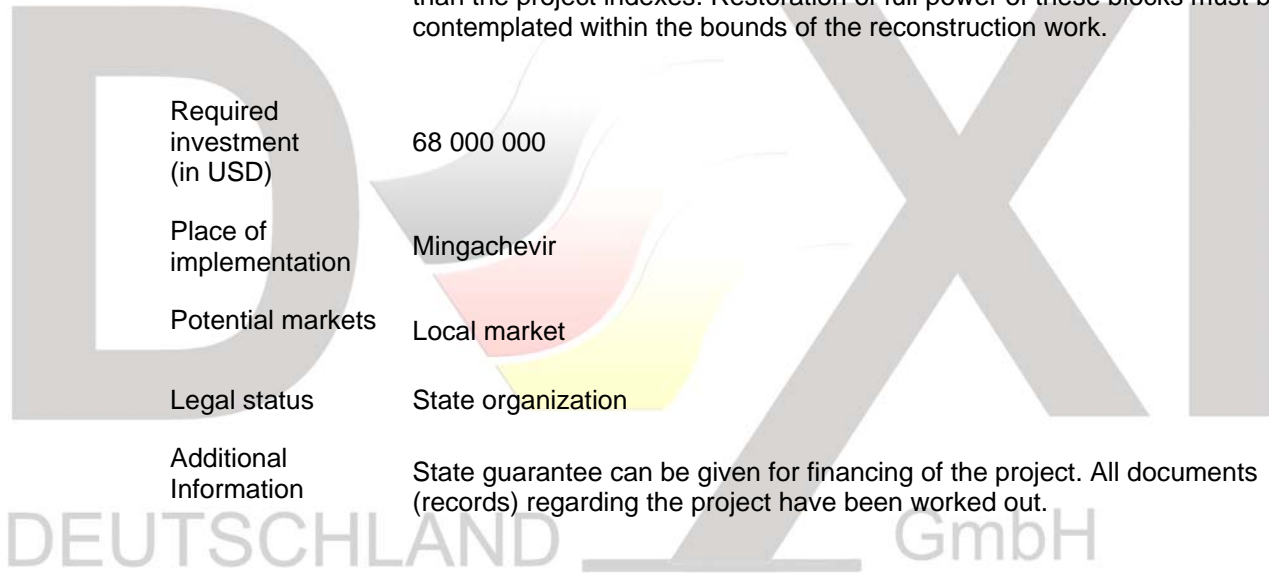 than the project indexes. Restoration of full power of these blocks must b
contemplated within the bounds of the reconstruction work.
Required
investment
(in USD)
68 000 000
Place of
implementation
Mingachevir
Potential markets
Local market
Legal status
State organization
Additional
Information
State guarantee can be given for financing of the project. All documents
(records) regarding the project have been worked out.
DEUTSCHLAND GmbH